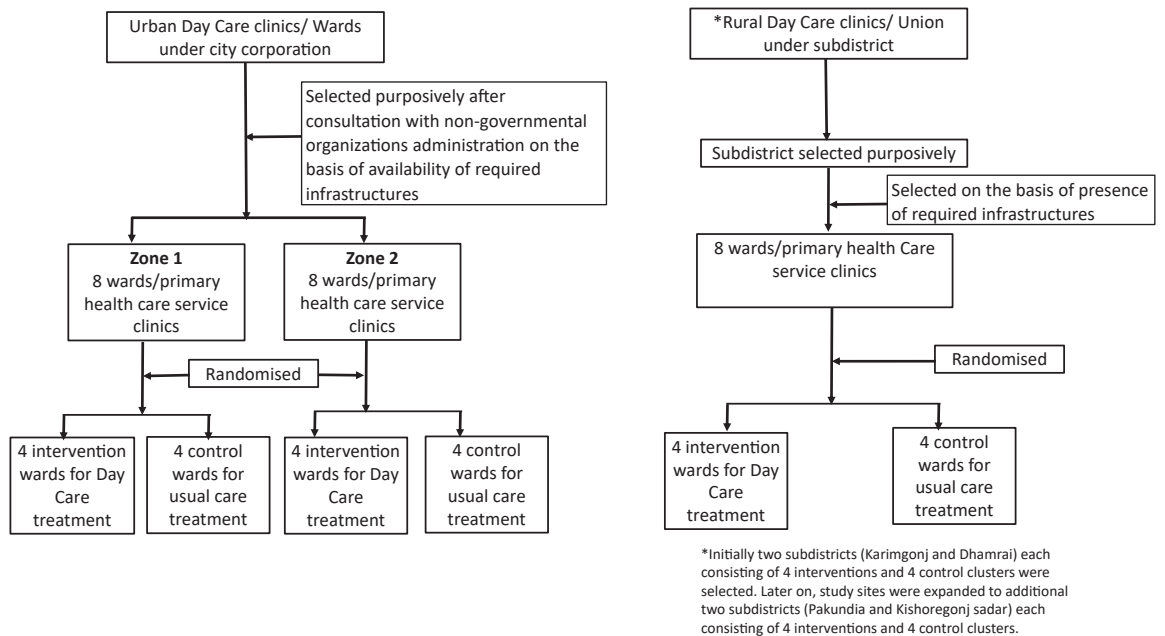 Urban Day Care clinics/ Wards
under city corporation
Selected purposively after
consultation with non-governmental
organizations administration on the
basis of availability of required
infrastructures
Zone 1
8 wards/primary
health care service
clinics
Zone 2
8 wards/primary
health care service
clinics
Randomised
4 intervention
wards for Day
Care
treatment
4 control
wards for
usual care
treatment
4 intervention
wards for Day
Care
treatment
4 control
wards for
usual care
treatment
*Rural Day Care clinics/ Union
under subdistrict
Subdistrict selected purposively
Selected on the basis of presence
of required infrastructures
8 wards/primary health Care
service clinics
Randomised
4 intervention
wards for Day
Care
treatment
4 control
wards for
usual care
treatment
*Initially two subdistricts (Karimgonj and Dhamrai) each
consisting of 4 interventions and 4 control clusters were
selected. Later on, study sites were expanded to additional
two subdistricts (Pakundia and Kishoregonj sadar) each
consisting of 4 interventions and 4 control clusters.